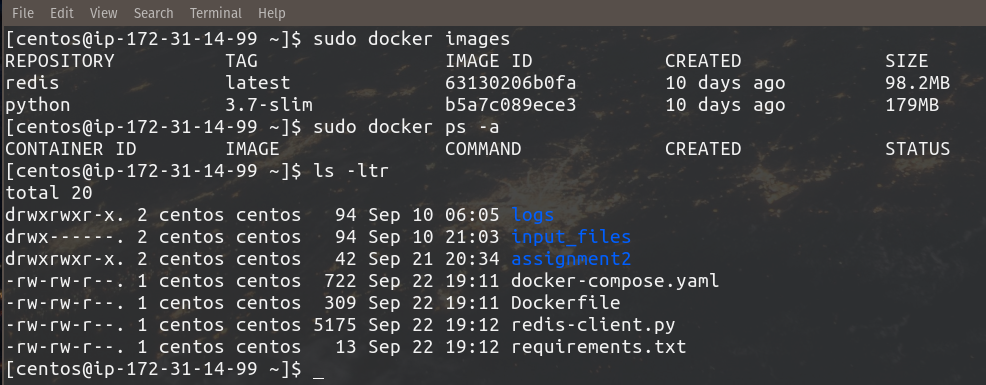 File Edit View Search Terminal Help
[centos@ip-172-31-14-99 ~]$ sudo docker images
REPOSITORY          TAG                 IMAGE ID            CREATED             SIZE
redis               latest              63130206b0fa        10 days ago         98.2MB
python              3.7-slim            b5a7c089ece3        10 days ago         179MB
[centos@ip-172-31-14-99 ~]$ sudo docker ps -a
CONTAINER ID        IMAGE               COMMAND             CREATED             STATUS
[centos@ip-172-31-14-99 ~]$ ls -ltr
total 20
drwxrwxr-x. 2 centos centos   94 Sep 10 06:05 logs
drwx------. 2 centos centos   94 Sep 10 21:03 input_files
drwxrwxr-x. 2 centos centos   42 Sep 21 20:34 assignment2
-rw-rw-r--. 1 centos centos  722 Sep 22 19:11 docker-compose.yaml
-rw-rw-r--. 1 centos centos  309 Sep 22 19:11 Dockerfile
-rw-rw-r--. 1 centos centos 5175 Sep 22 19:12 redis-client.py
-rw-rw-r--. 1 centos centos   13 Sep 22 19:12 requirements.txt
[centos@ip-172-31-14-99 ~]$ _